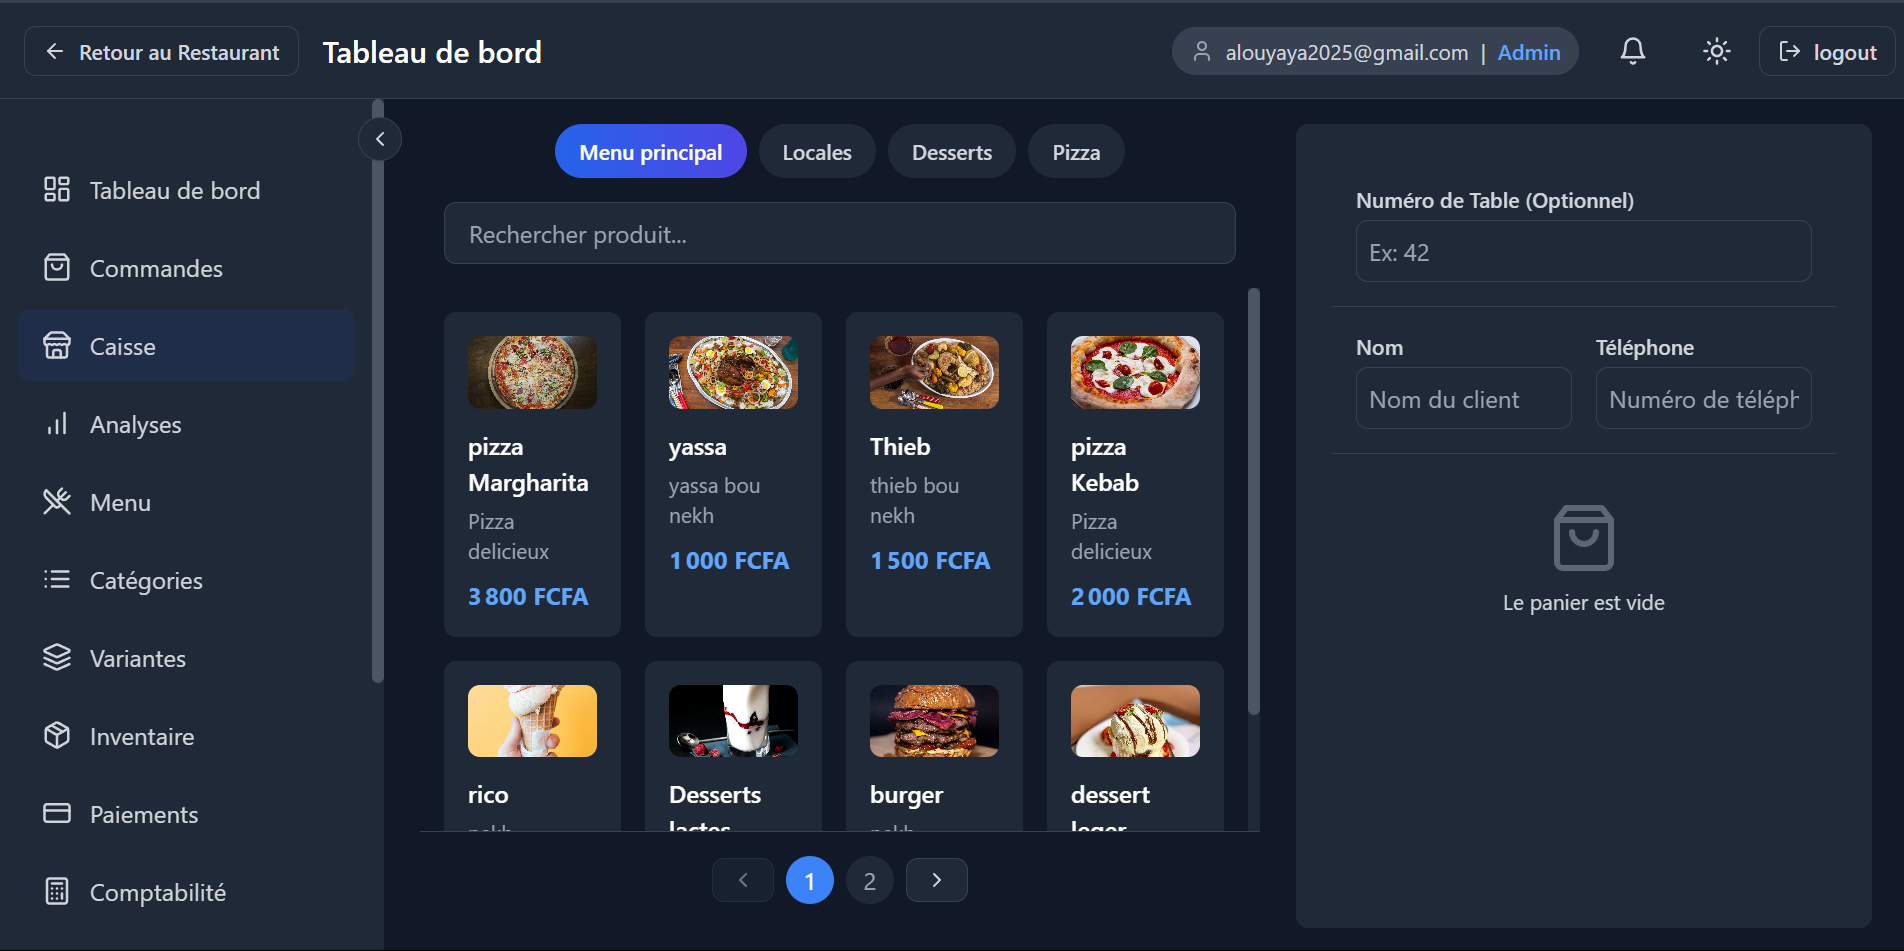 Retour au Restaurant
Tableau de bord
alouyaya2025@gmail.com | Admin
logout
Tableau de bord
Commandes
Caisse
Analyses
Menu
Catégories
Variantes
Inventaire
Paiements
Comptabilité
Menu principal
Locales
Desserts
Pizza
Rechercher produit...
pizza
Margharita
Pizza
delicieux
3 800 FCFA
yassa
yassa bou
nekh
1 000 FCFA
Thieb
thieb bou
nekh
1 500 FCFA
pizza
Kebab
Pizza
delicieux
2 000 FCFA
rico
nekh
Desserts
lactes
burger
nekh
dessert
leger
1
2
Numéro de Table (Optionnel)
Ex: 42
Nom
Téléphone
Nom du client
Numéro de téléph
Le panier est vide